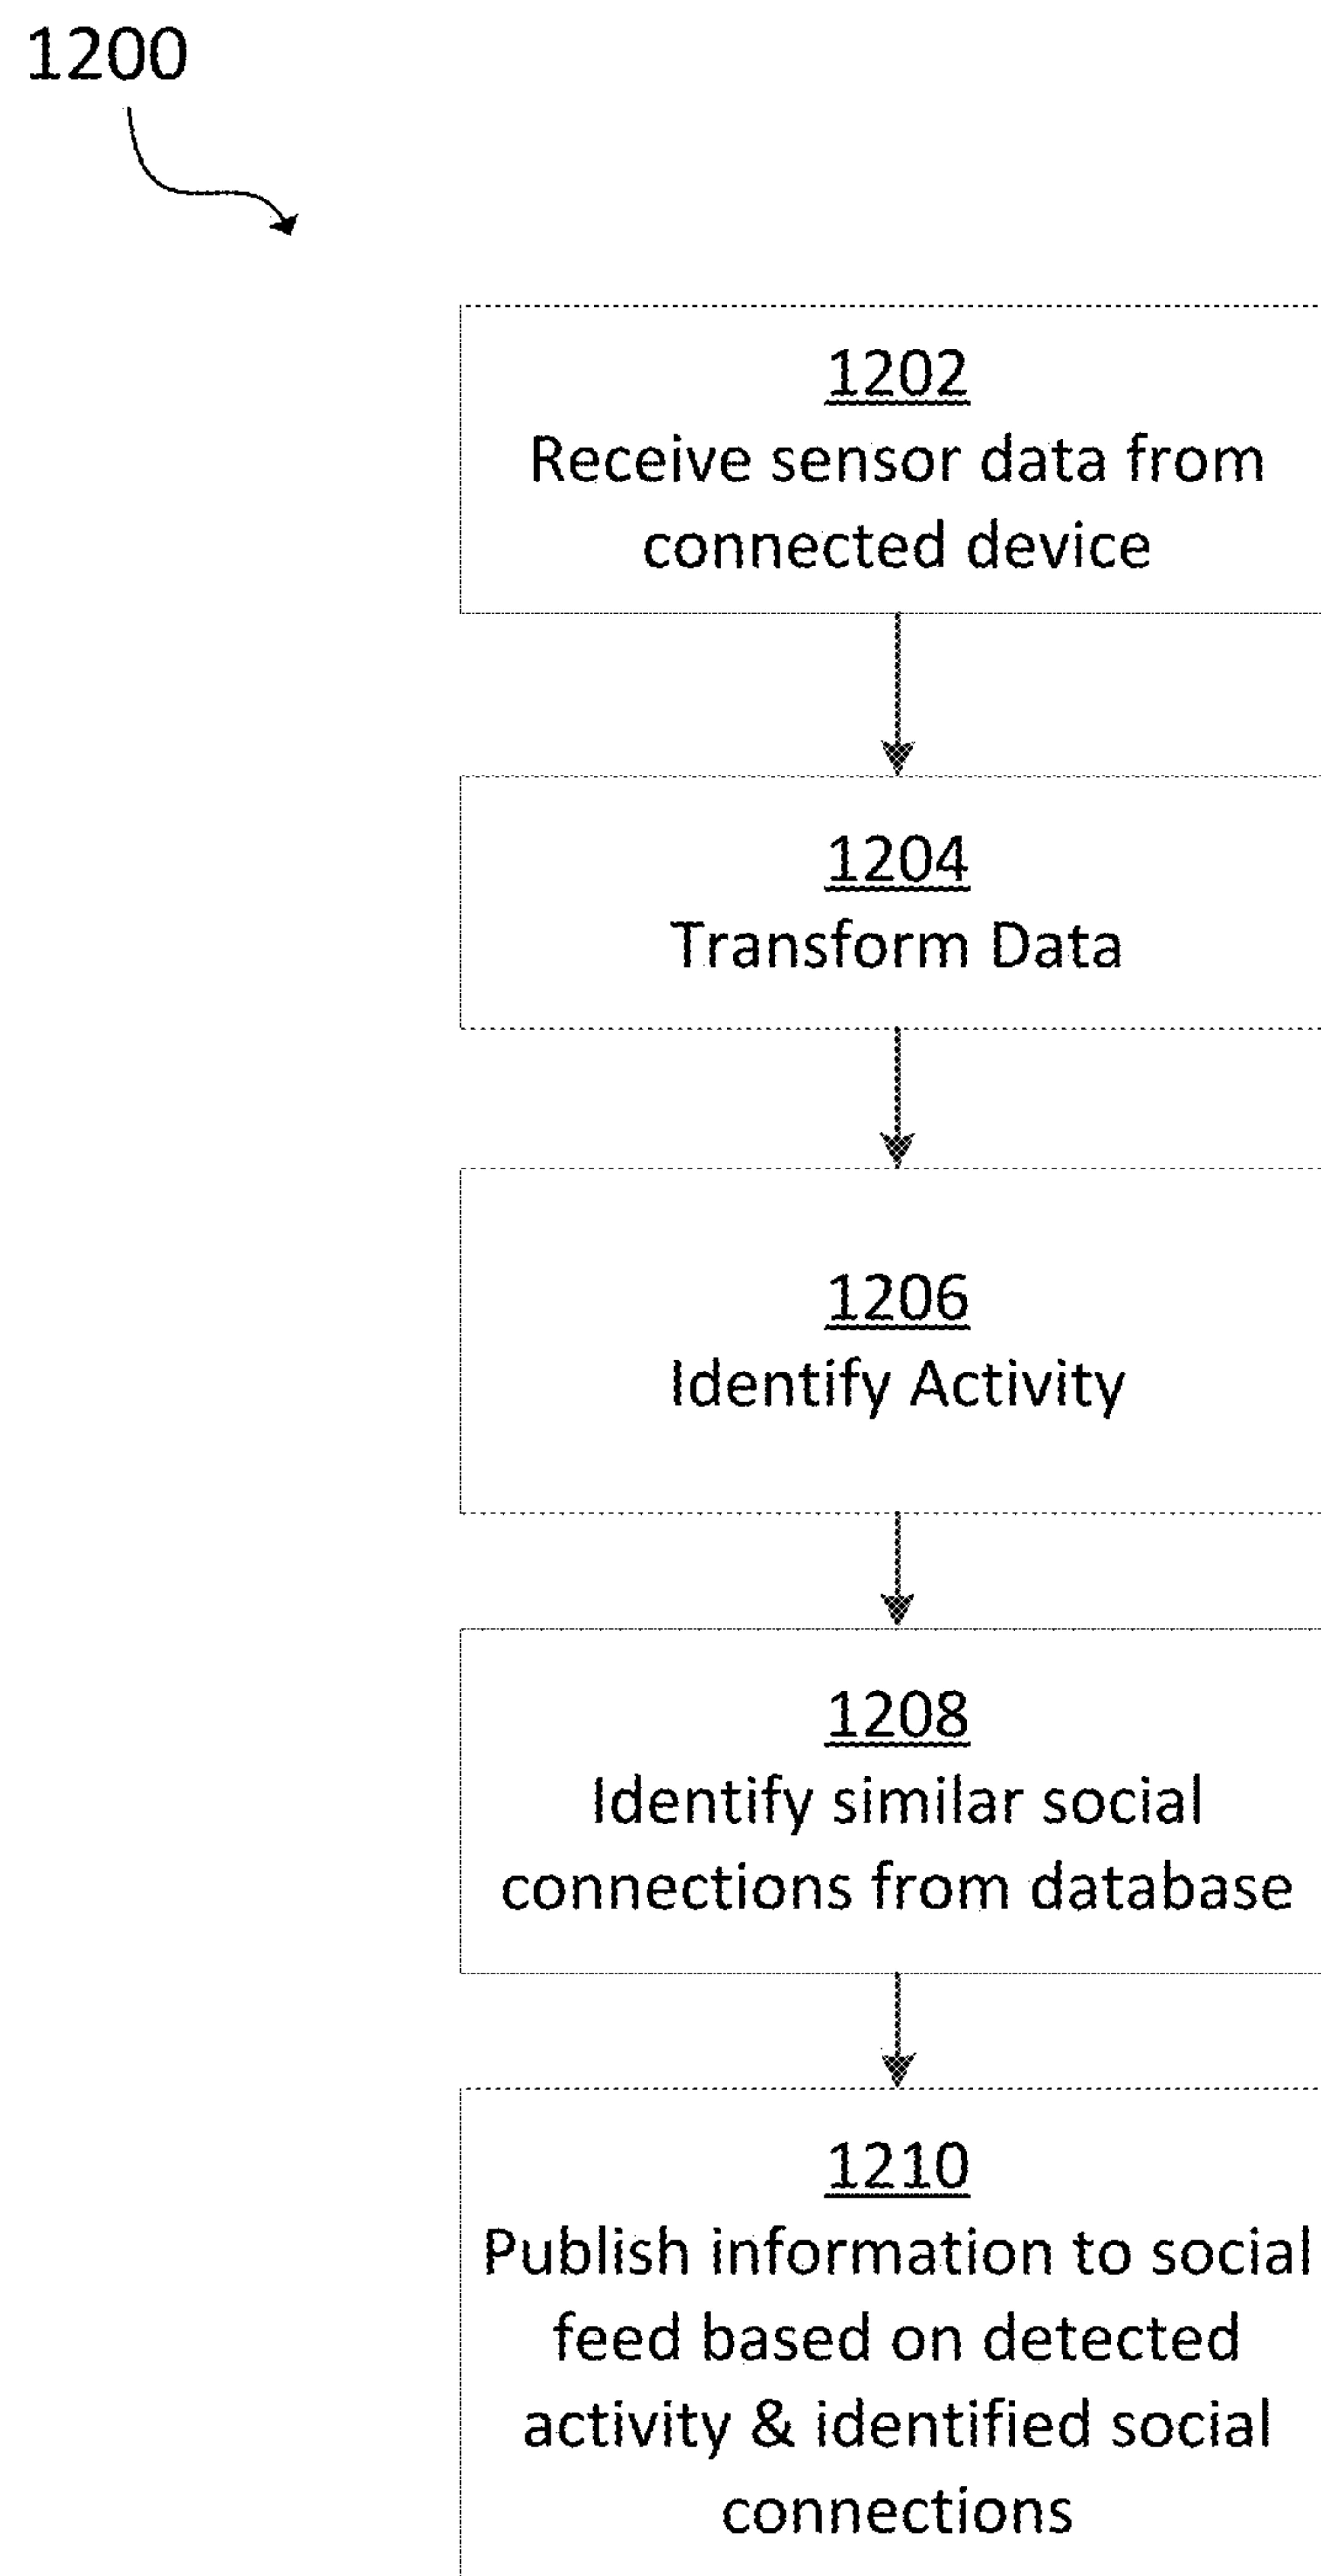 1200
1202
Receive sensor data from
connected device
1204
Transform Data
1206
Identify Activity
1208
Identify similar social
connections from database
1210
Publish information to social
feed based on detected
activity & identified social
connections